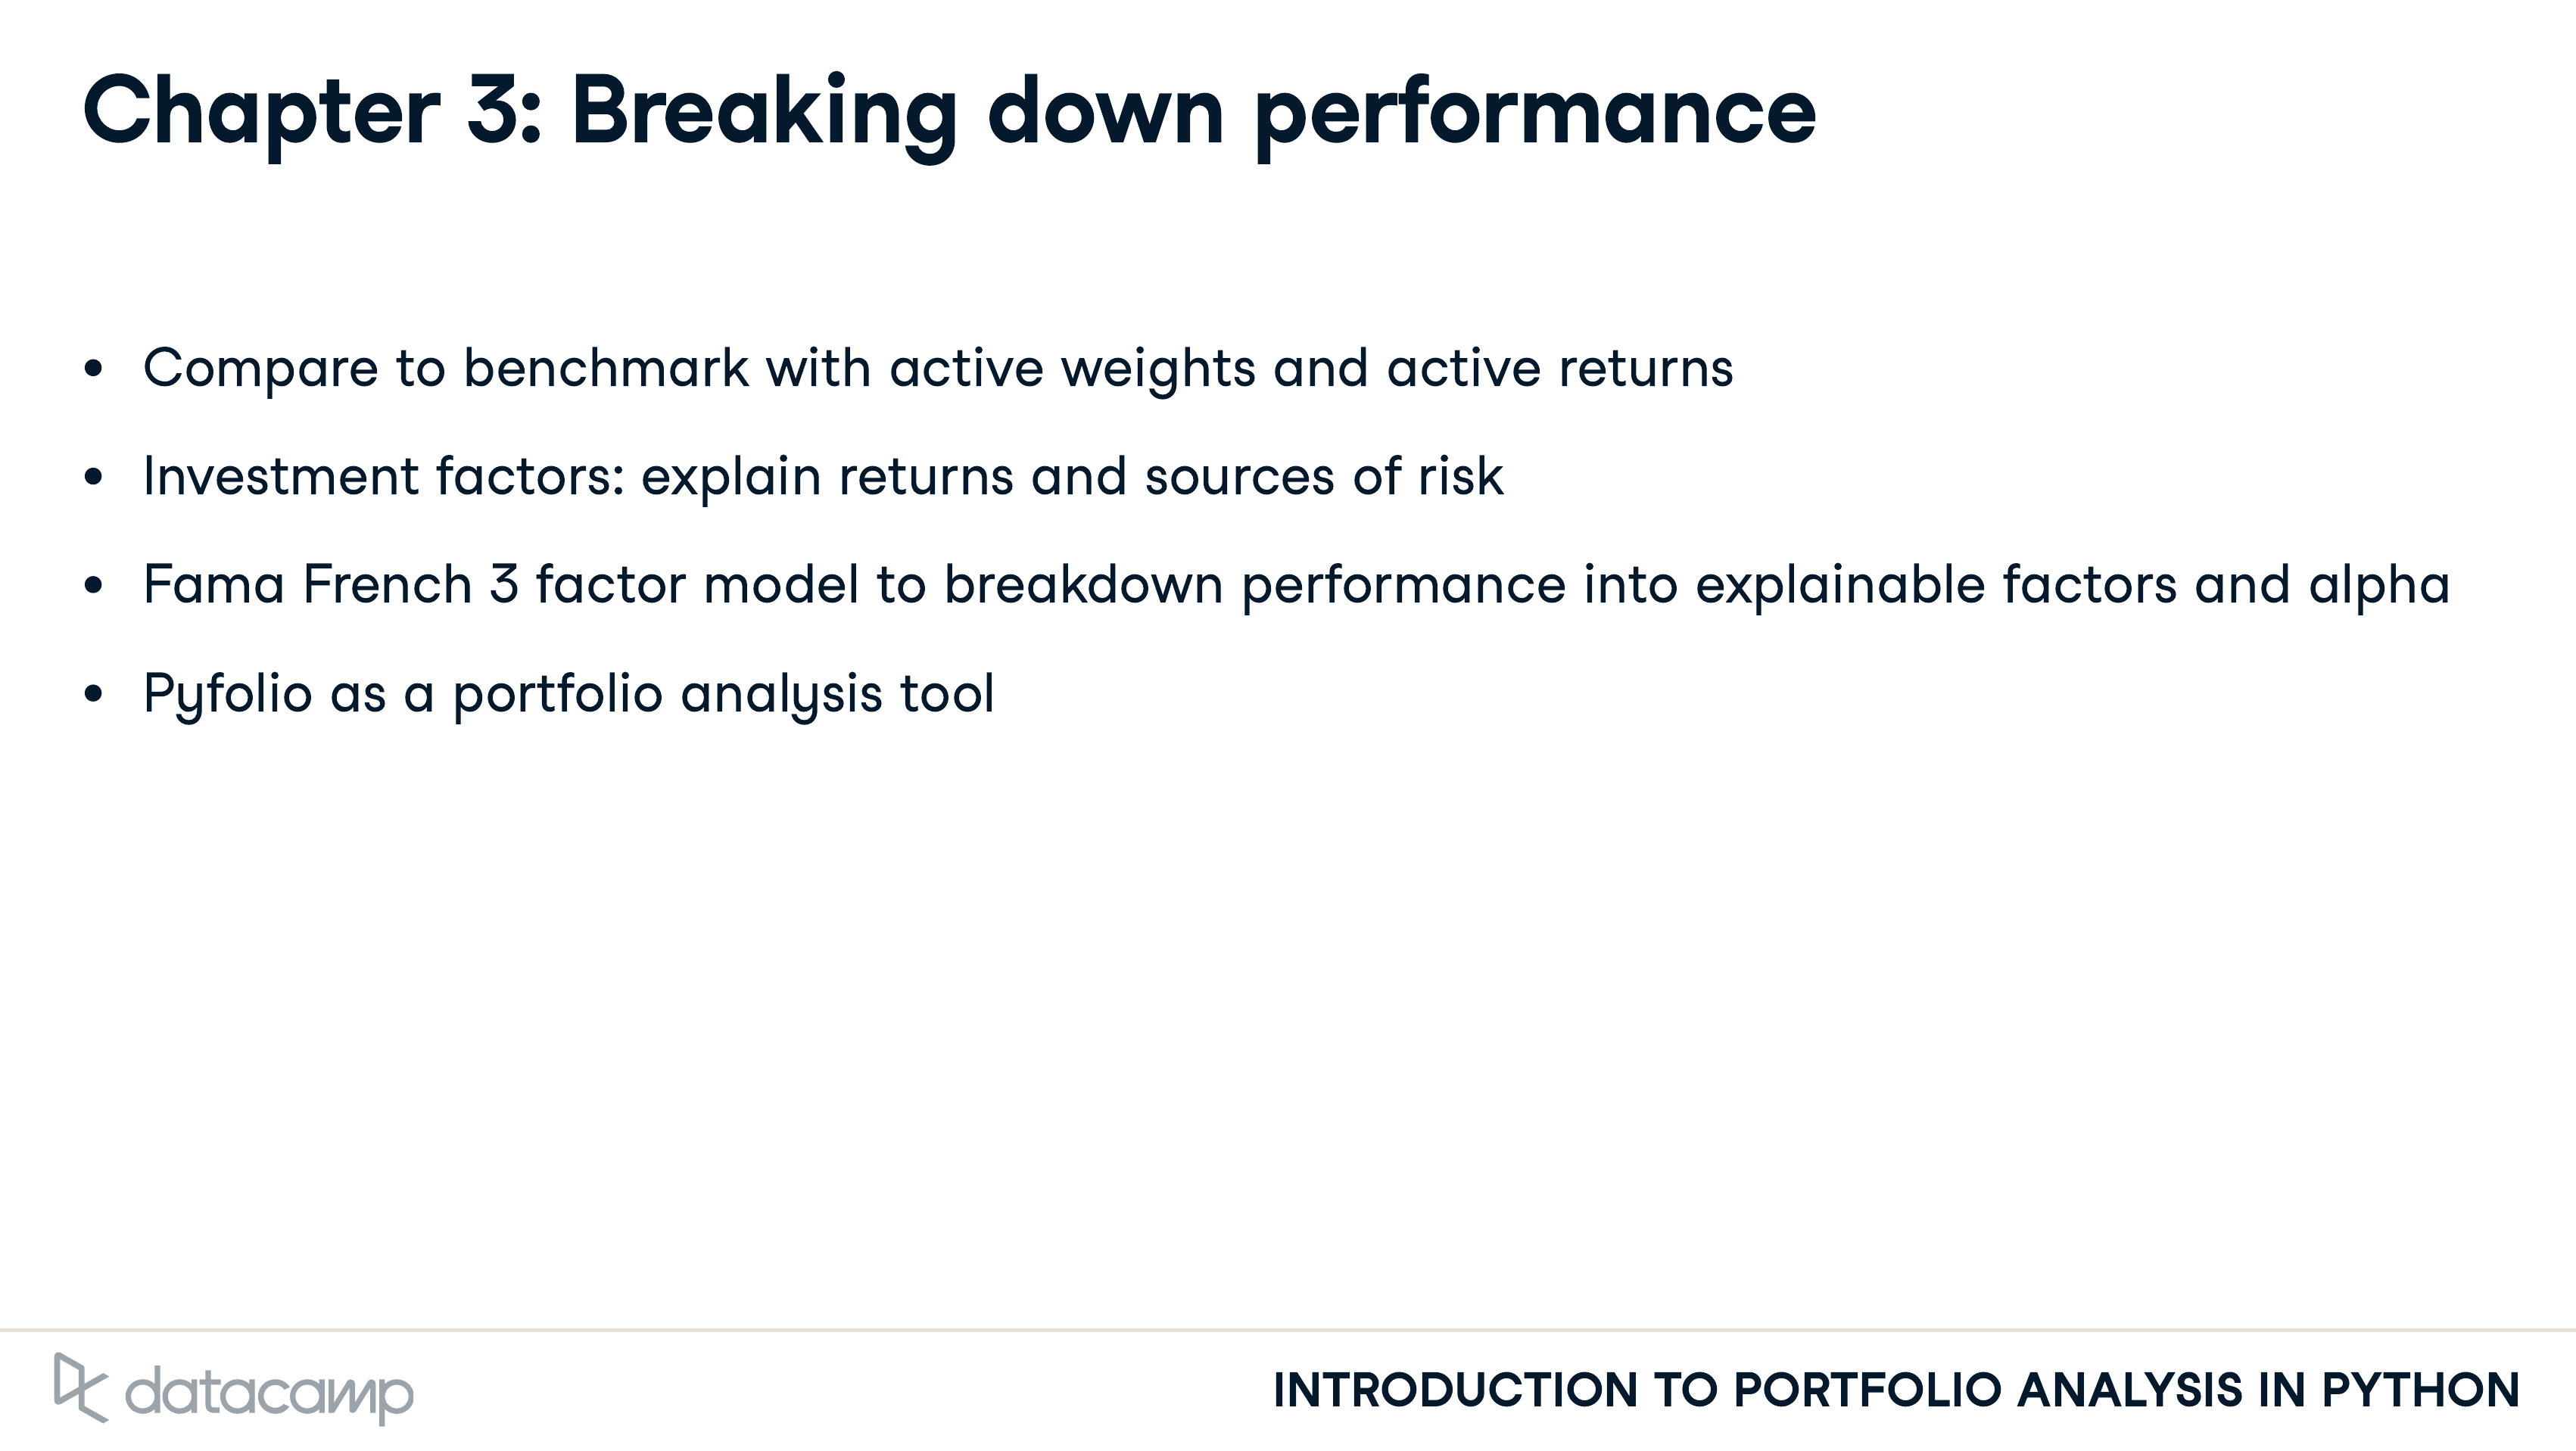 Chapter 3: Breaking down performance
• Compare to benchmark with active weights and active returns
• Investment factors: explain returns and sources of risk
• Fama French 3 factor model to breakdown performance into explainable factors and alpha
• Pyfolio as a portfolio analysis tool
datacamp
INTRODUCTION TO PORTFOLIO ANALYSIS IN PYTHON